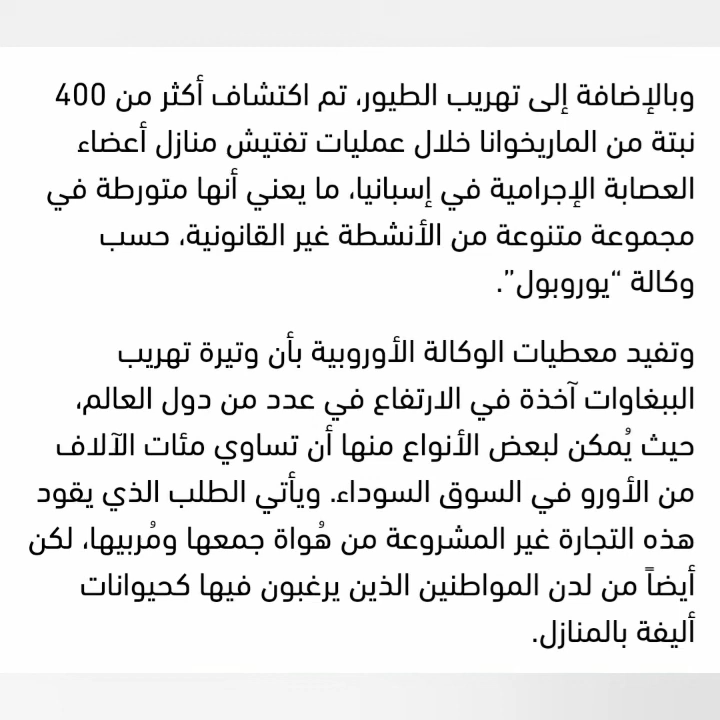 وبالإضافة إلى تهريب الطيور، تم اكتشاف أكثر من 400
نبتة من الماريخوانا خلال عمليات تفتيش منازل أعضاء
العصابة الإجرامية في إسبانيا، ما يعني أنها متورطة في
مجموعة متنوعة من الأنشطة غير القانونية، حسب
وكالة “يوروبول”.
وتفيد معطيات الوكالة الأوروبية بأن وتيرة تهريب
الببغاوات آخذة في الارتفاع في عدد من دول العالم،
حيث يُمكن لبعض الأنواع منها أن تساوي مئات الآلاف
من الأورو في السوق السوداء. ويأتي الطلب الذي يقود
هذه التجارة غير المشروعة من هُواة جمعها ومُربيها، لكن
أيضاً من لدن المواطنين الذين يرغبون فيها كحيوانات
أليفة بالمنازل.